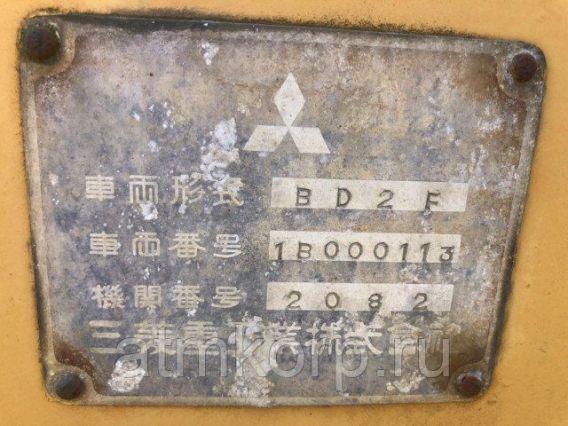 車両形式 BD2F
車両番号 1B000113
機関番号 2082
三菱重工業株式会社
atmkorp.ru